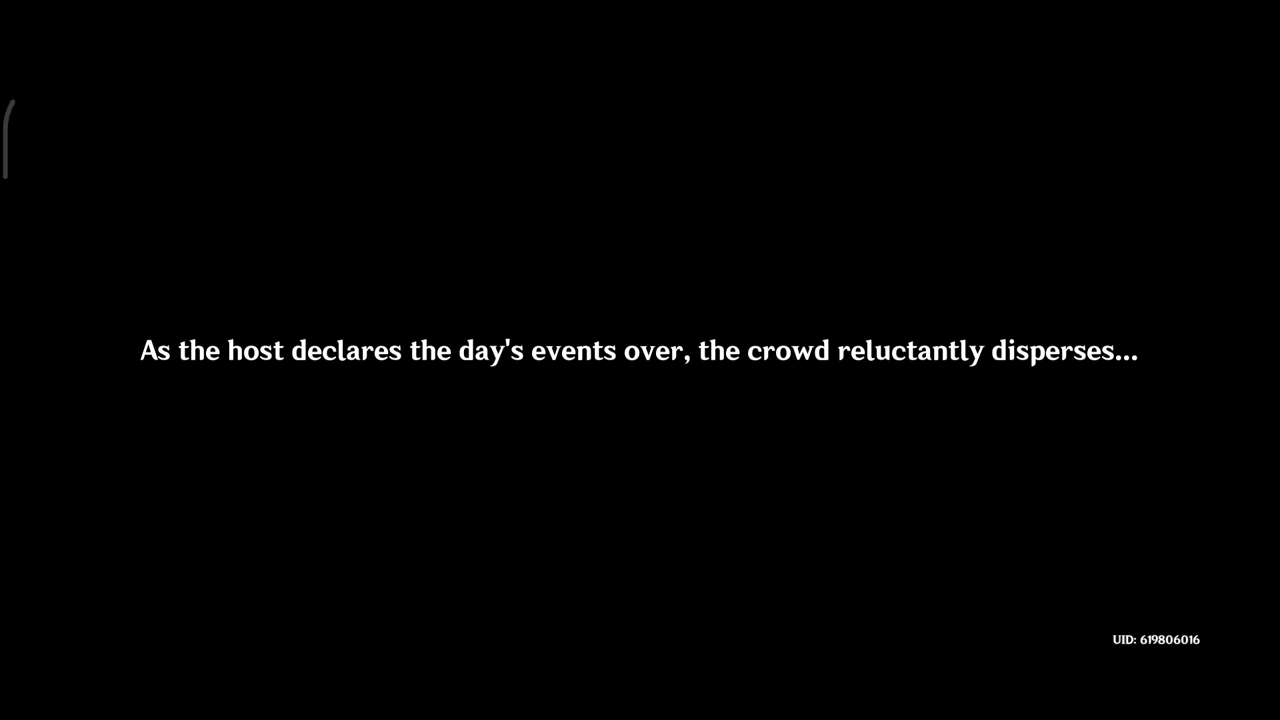 As the host declares the day's events over, the crowd reluctantly disperses...
UID: 619806016